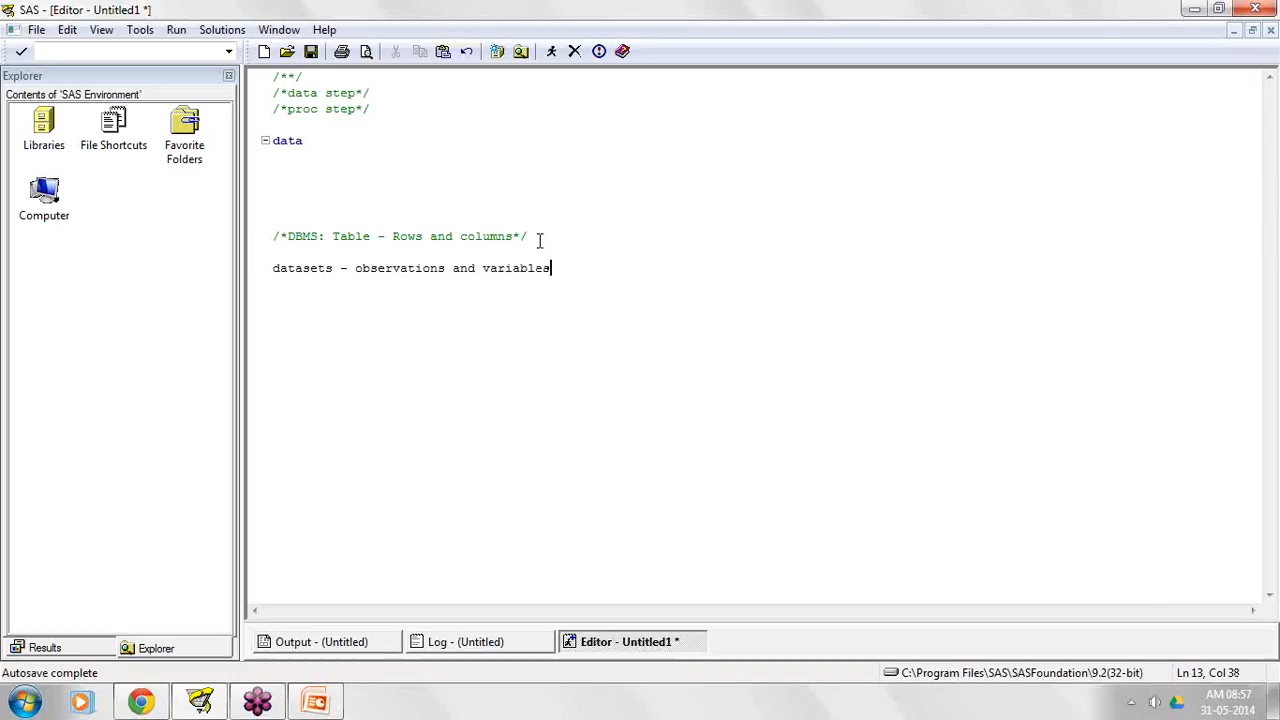 SAS - [Editor - Untitled1 *]
File Edit View Tools Run Solutions Window Help
Explorer
Contents of 'SAS Environment'
Libraries
File Shortcuts
Favorite Folders
Computer
/**/
/*data step*/
/*proc step*/
data
/*DBMS: Table - Rows and columns*/
datasets - observations and variables
Results
Explorer
Output - (Untitled)
Log - (Untitled)
Editor - Untitled1 *
Autosave complete
C:\Program Files\SAS\SASFoundation\9.2(32-bit)
Ln 13, Col 38
AM 08:57
31-05-2014